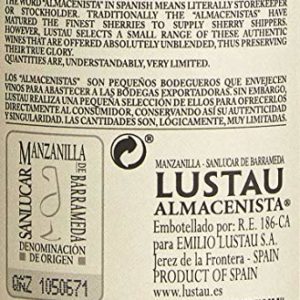 THE WORD "ALMACENISTA" IN SPANISH MEANS LITERALLY STOREKEEPER
OR STOCKHOLDER. TRADITIONALLY THE "ALMACENISTAS" HAVE
MATURED THE FINEST SHERRIES TO SUPPLY SHERRY SHIPPERS.
HOWEVER, LUSTAU SELECTS A SMALL RANGE OF THESE AUTHENTIC
WINES THAT ARE OFFERED ABSOLUTELY UNBLENDED, THUS PRESERVING
THEIR TRUE GLORY.
QUANTITIES ARE, UNDERSTANDABLY, VERY LIMITED.
LOS "ALMACENISTAS" SON PEQUEÑOS BODEGUEROS QUE ENVEJECEN
VINOS PARA ABASTECER A LAS BODEGAS EXPORTADORAS. SIN EMBARGO,
LUSTAU REALIZA UNA PEQUEÑA SELECCIÓN DE ELLOS PARA OFRECERLOS
DIRECTAMENTE AL CONSUMIDOR, CONSERVANDO ASÍ SU AUTENTICIDAD
Y SINGULARIDAD. LAS CANTIDADES SON, LÓGICAMENTE, MUY LIMITADAS.
MANZANILLA
SANLUCAR
DE BARRAMEDA
DENOMINACIÓN
DE ORIGEN
GNZ 1050671
MANZANILLA - SANLUCAR DE BARRAMEDA
LUSTAU
ALMACENISTA®
Embotellado por: R.E. 186-CA
para EMILIO LUSTAU S.A.
Jerez de la Frontera - SPAIN
PRODUCT OF SPAIN
www.lustau.es